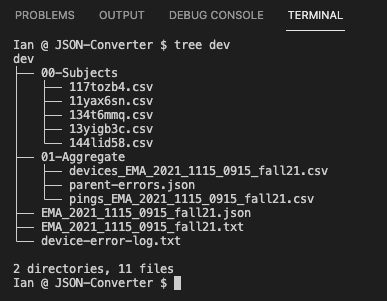 PROBLEMS OUTPUT DEBUG CONSOLE TERMINAL
Ian @ JSON-Converter $ tree dev
dev
├── 00-Subjects
│   ├── 117tozb4.csv
│   ├── 11yax6sn.csv
│   ├── 134t6mmq.csv
│   ├── 13yigb3c.csv
│   └── 144lid58.csv
├── 01-Aggregate
│   ├── devices_EMA_2021_1115_0915_fall21.csv
│   ├── parent-errors.json
│   └── pings_EMA_2021_1115_0915_fall21.csv
├── EMA_2021_1115_0915_fall21.json
├── EMA_2021_1115_0915_fall21.txt
└── device-error-log.txt
2 directories, 11 files
Ian @ JSON-Converter $